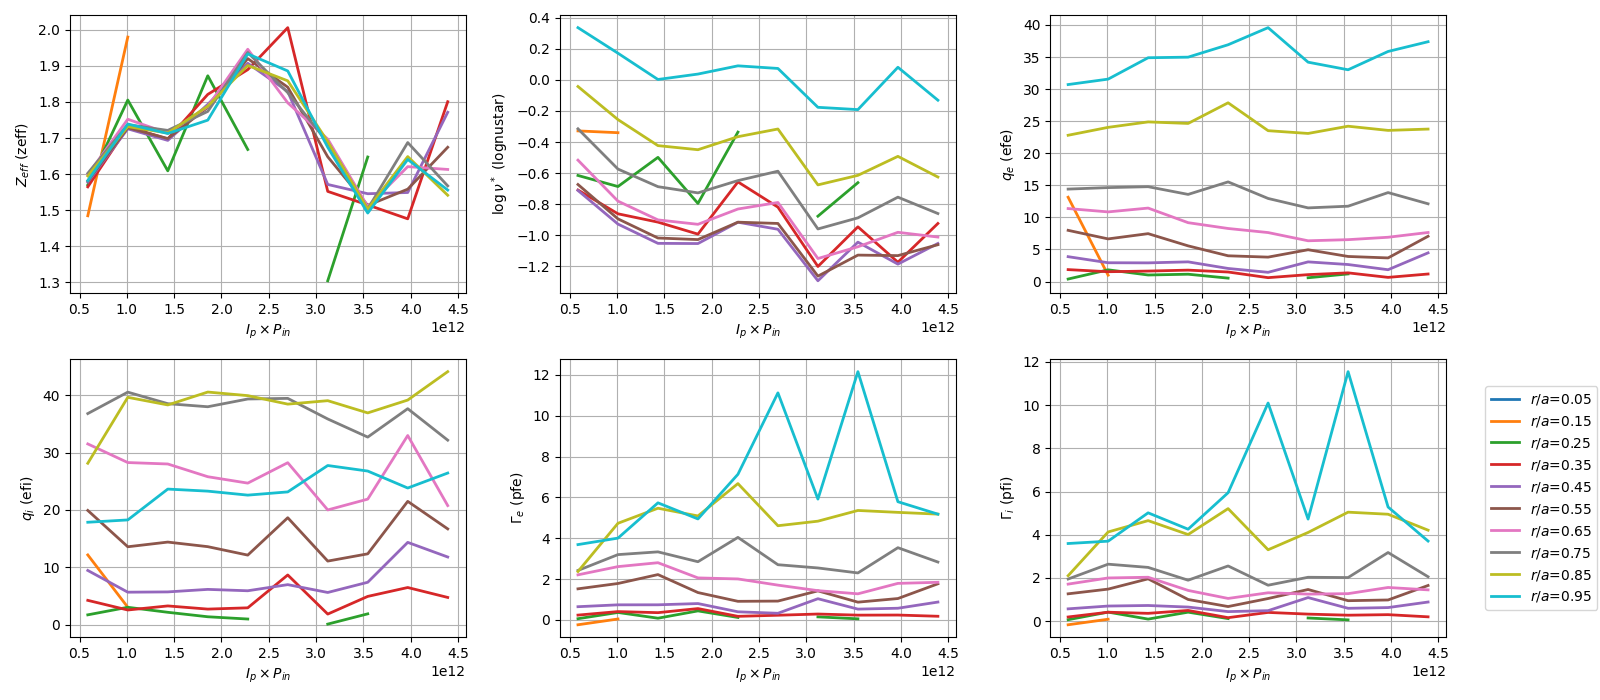 Z_eff (zeff)
2.0
1.9
1.8
1.7
1.6
1.5
1.4
1.3
0.5 1.0 1.5 2.0 2.5 3.0 3.5 4.0 4.5
I_p × P_in
1e12
log ν* (lognustar)
0.4
0.2
0.0
−0.2
−0.4
−0.6
−0.8
−1.0
−1.2
0.5 1.0 1.5 2.0 2.5 3.0 3.5 4.0 4.5
I_p × P_in
1e12
q_e (efe)
40
35
30
25
20
15
10
5
0
0.5 1.0 1.5 2.0 2.5 3.0 3.5 4.0 4.5
I_p × P_in
1e12
q_i (efi)
40
30
20
10
0
0.5 1.0 1.5 2.0 2.5 3.0 3.5 4.0 4.5
I_p × P_in
1e12
Γ_e (pfe)
12
10
8
6
4
2
0
0.5 1.0 1.5 2.0 2.5 3.0 3.5 4.0 4.5
I_p × P_in
1e12
Γ_i (pfi)
12
10
8
6
4
2
0
0.5 1.0 1.5 2.0 2.5 3.0 3.5 4.0 4.5
I_p × P_in
1e12
r/a=0.05
r/a=0.15
r/a=0.25
r/a=0.35
r/a=0.45
r/a=0.55
r/a=0.65
r/a=0.75
r/a=0.85
r/a=0.95